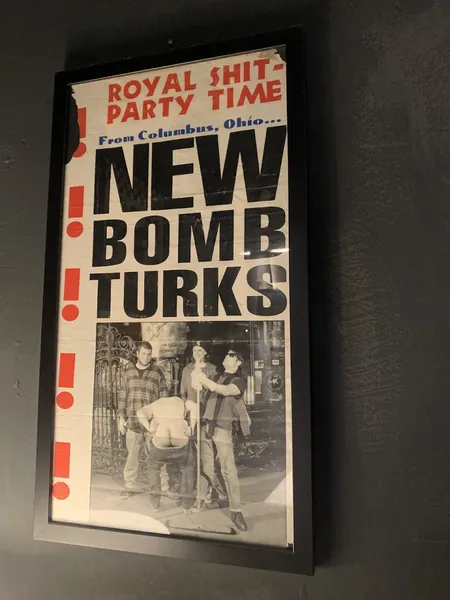 ROYAL SHIT-
PARTY TIME
From Columbus, Ohio...
NEW
BOMB
TURKS
!
!
!
!
!